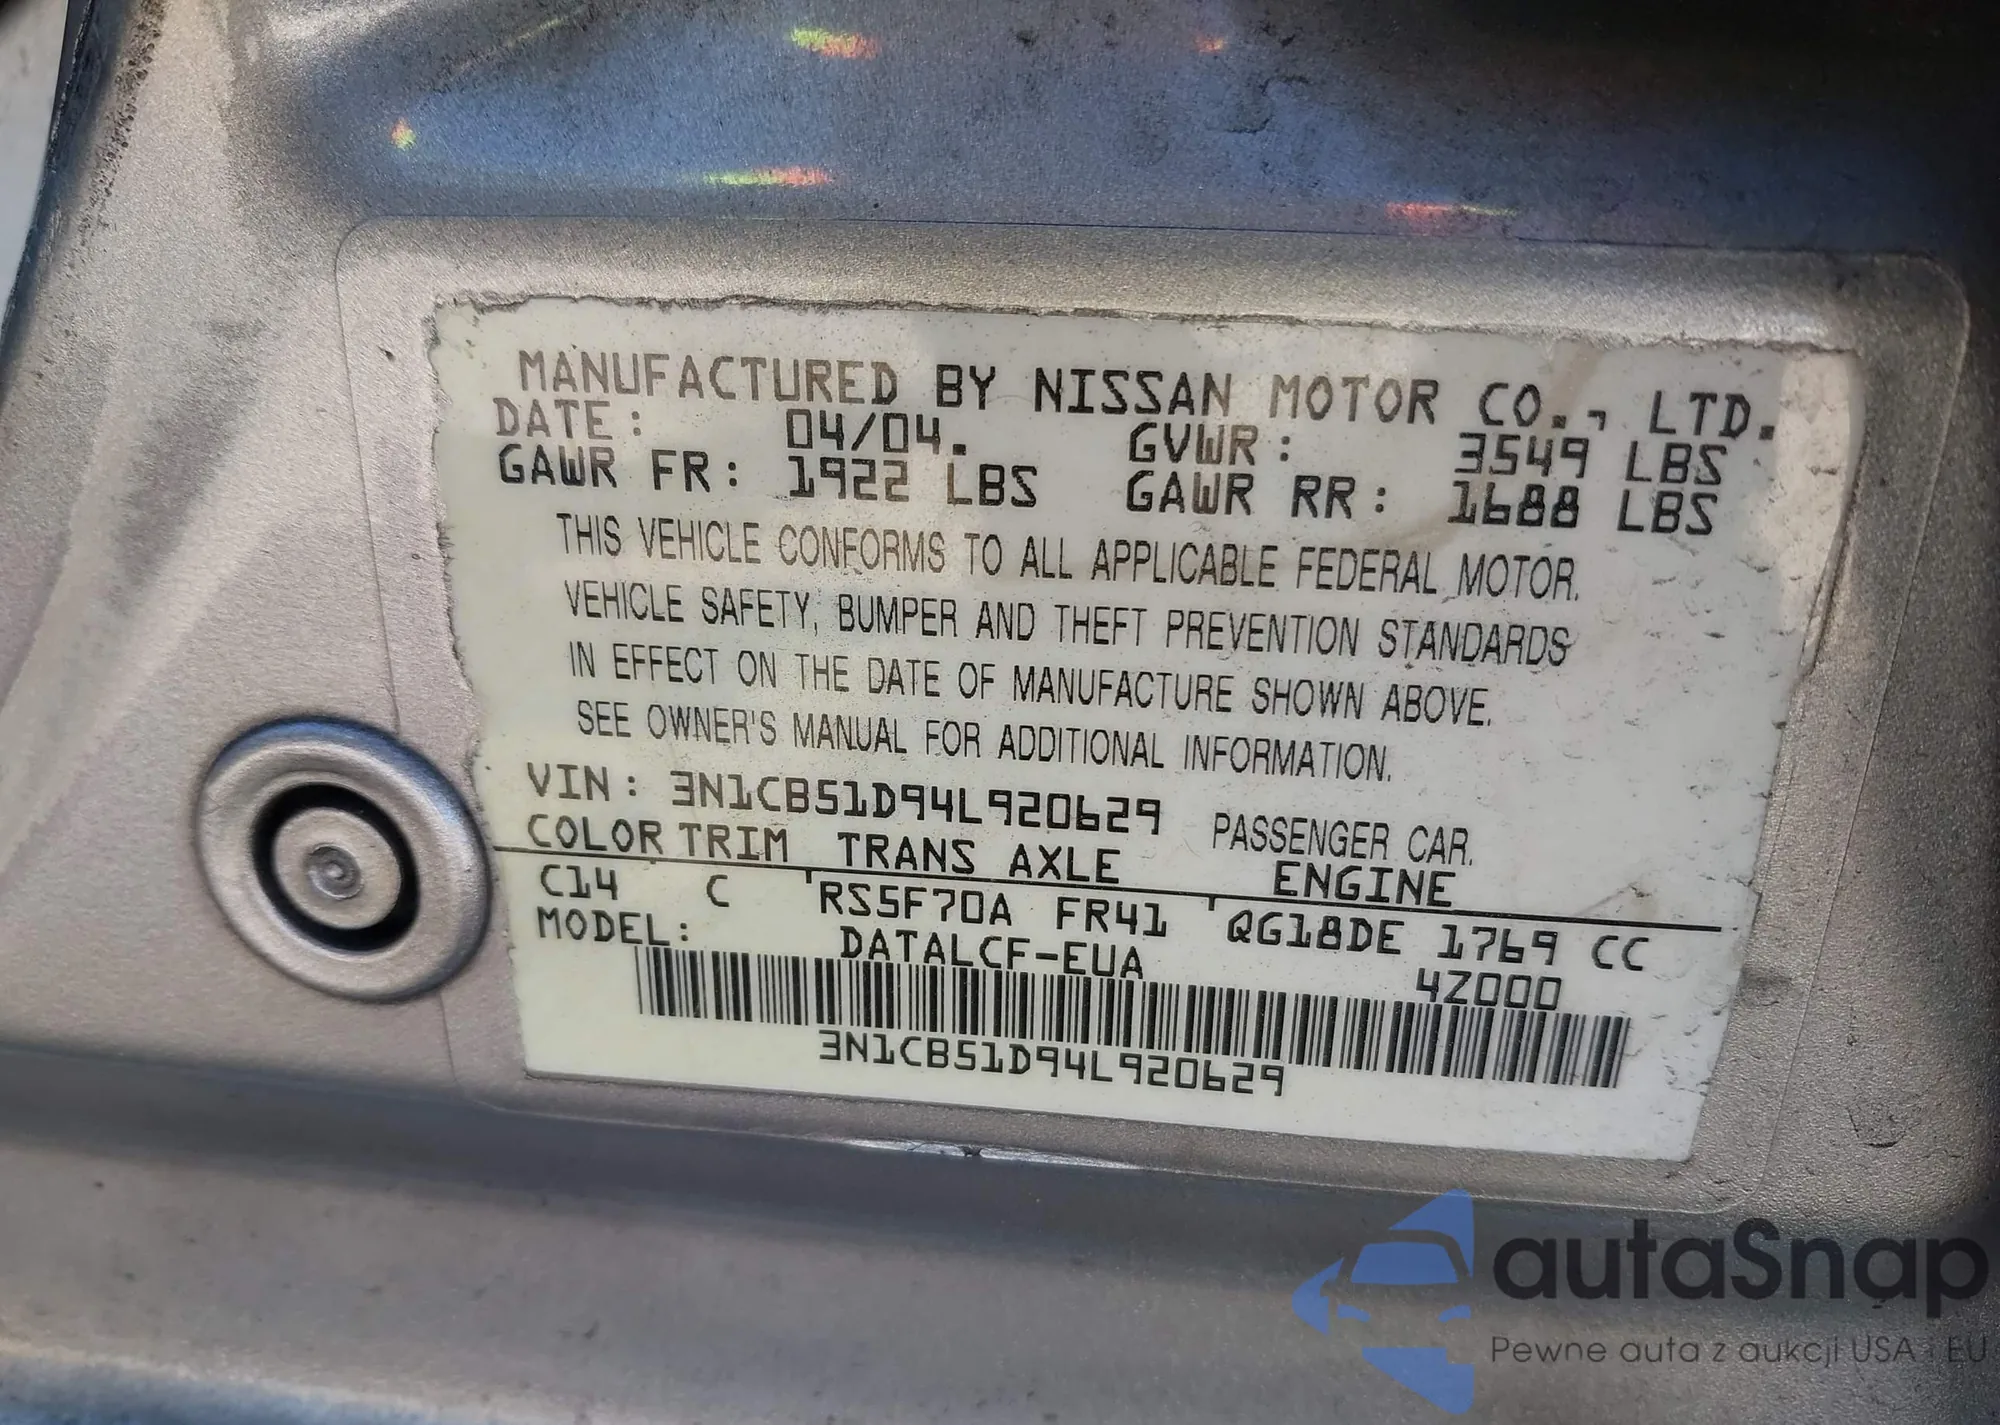 MANUFACTURED BY NISSAN MOTOR CO., LTD.
DATE: 04/04. GVWR: 3549 LBS
GAWR FR: 1922 LBS GAWR RR: 1688 LBS
THIS VEHICLE CONFORMS TO ALL APPLICABLE FEDERAL MOTOR.
VEHICLE SAFETY, BUMPER AND THEFT PREVENTION STANDARDS
IN EFFECT ON THE DATE OF MANUFACTURE SHOWN ABOVE.
SEE OWNER'S MANUAL FOR ADDITIONAL INFORMATION.
VIN: 3N1CB51D94L920629 PASSENGER CAR.
COLOR TRIM TRANS AXLE ENGINE
C14 C RS5F70A FR41 QG18DE 1769 CC
MODEL: DATALCF-EUA 4Z000
3N1CB51D94L920629
autaSnap
Pewne auta z aukcji USA i EU